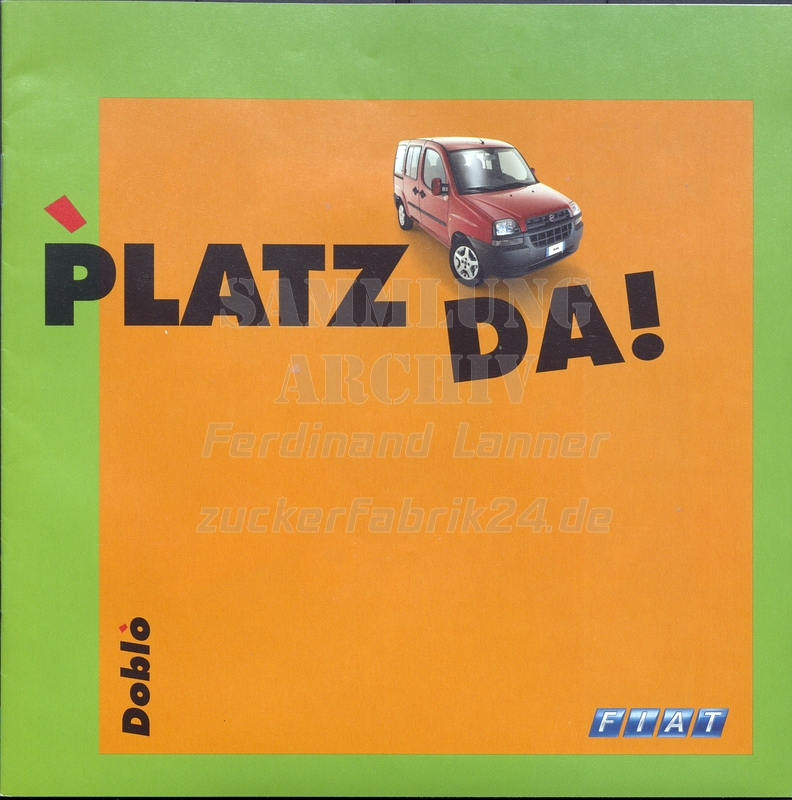 PLATZ
DA!
SAMMLUNG
ARCHIV
Ferdinand Lanner
zuckerfabrik24.de
Doblò
FIAT